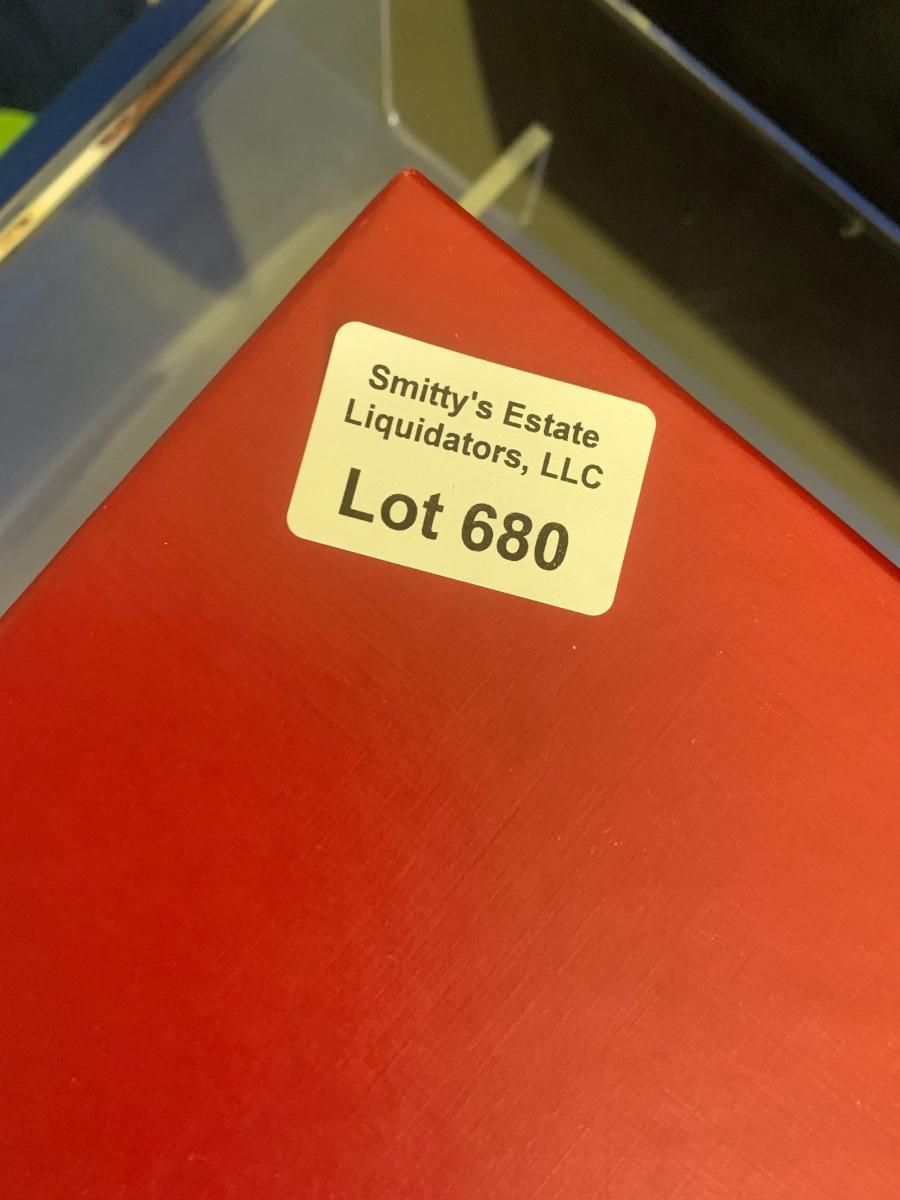 Smitty's Estate
Liquidators, LLC
Lot 680